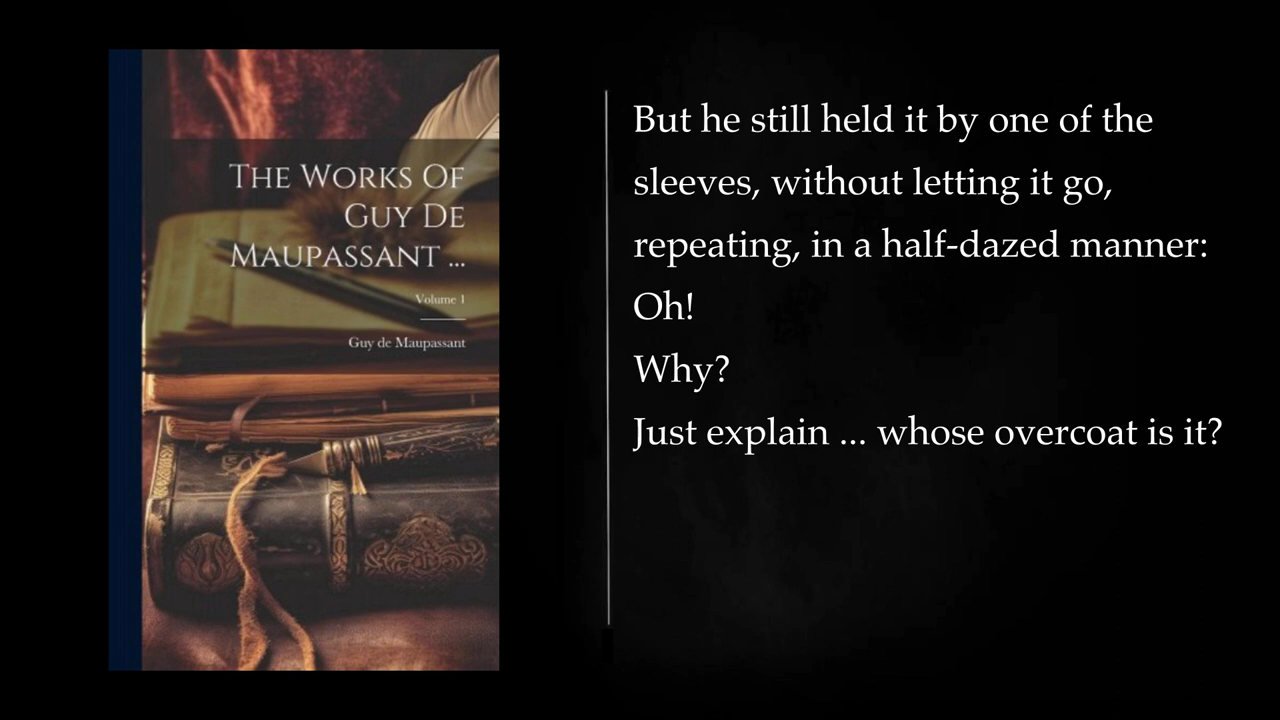 The Works Of
Guy De
Maupassant ...
Volume 1
Guy de Maupassant
But he still held it by one of the
sleeves, without letting it go,
repeating, in a half-dazed manner:
Oh!
Why?
Just explain ... whose overcoat is it?